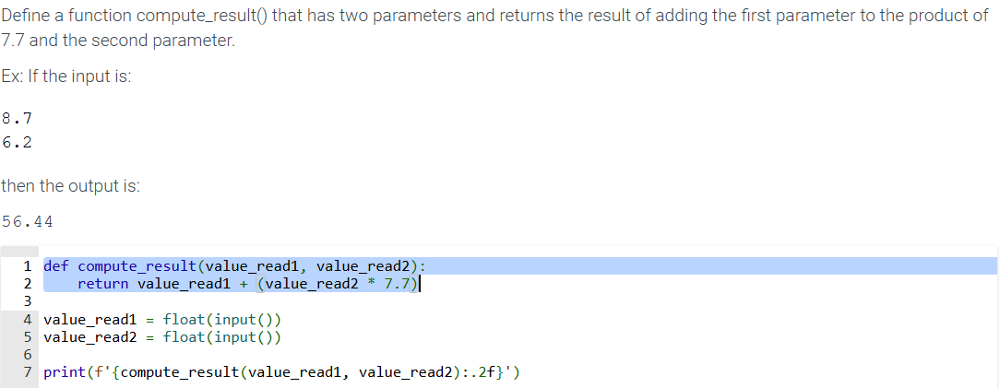 Define a function compute_result() that has two parameters and returns the result of adding the first parameter to the product of
7.7 and the second parameter.
Ex: If the input is:
8.7
6.2
then the output is:
56.44
1 def compute_result(value_read1, value_read2):
2     return value_read1 + (value_read2 * 7.7)
3
4 value_read1 = float(input())
5 value_read2 = float(input())
6
7 print(f'{compute_result(value_read1, value_read2):.2f}')